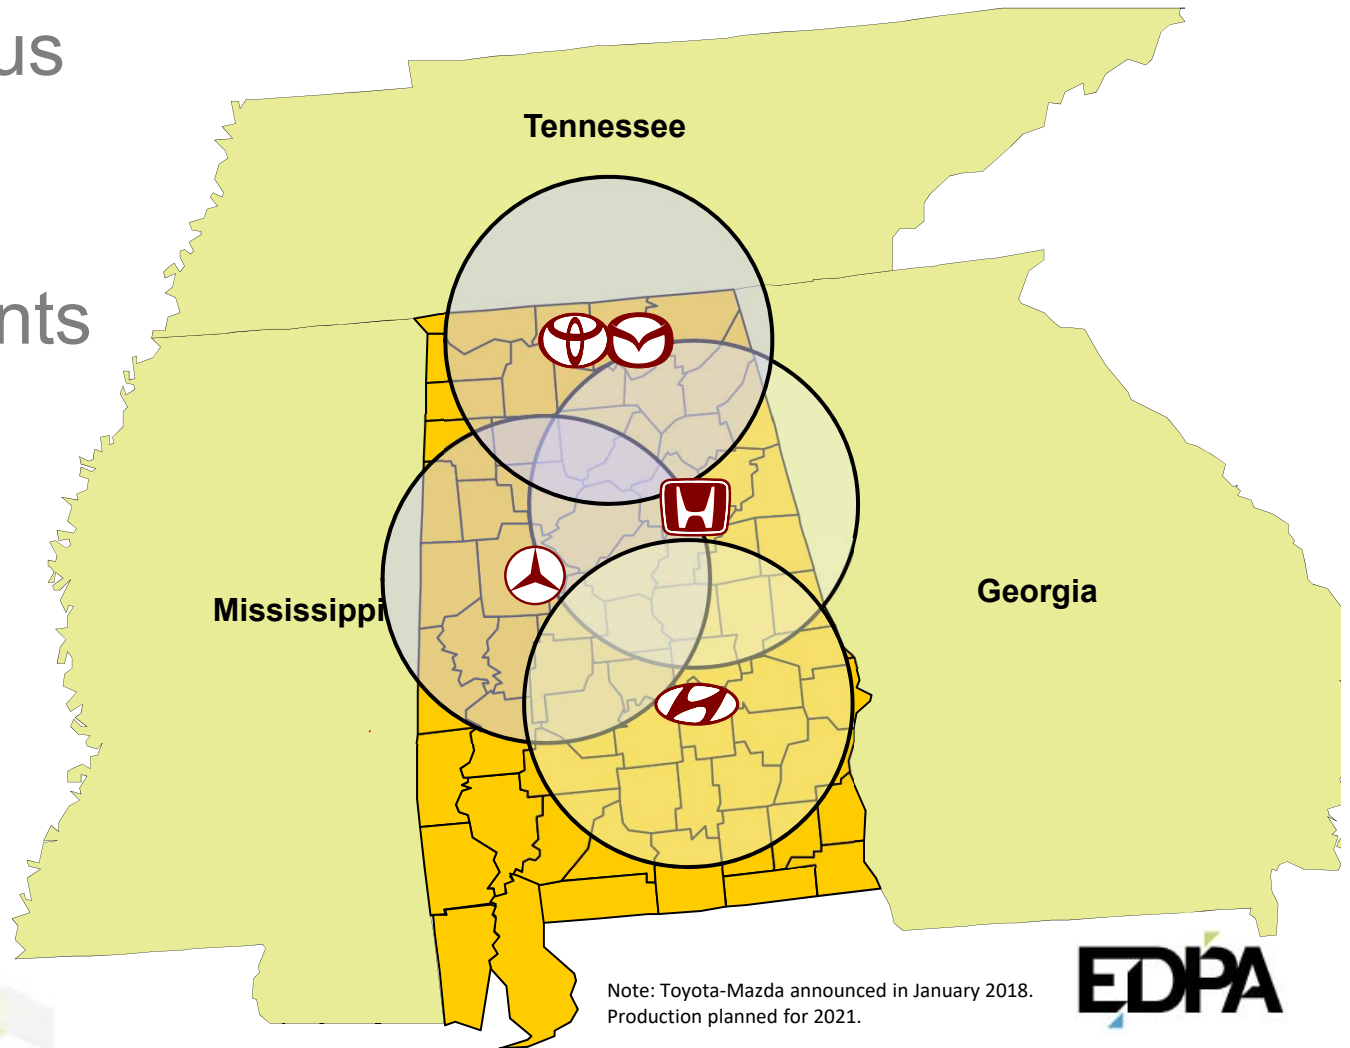 us
Tennessee
nts
Georgia
Mississippi
Note: Toyota-Mazda announced in January 2018.
Production planned for 2021.
EDPA